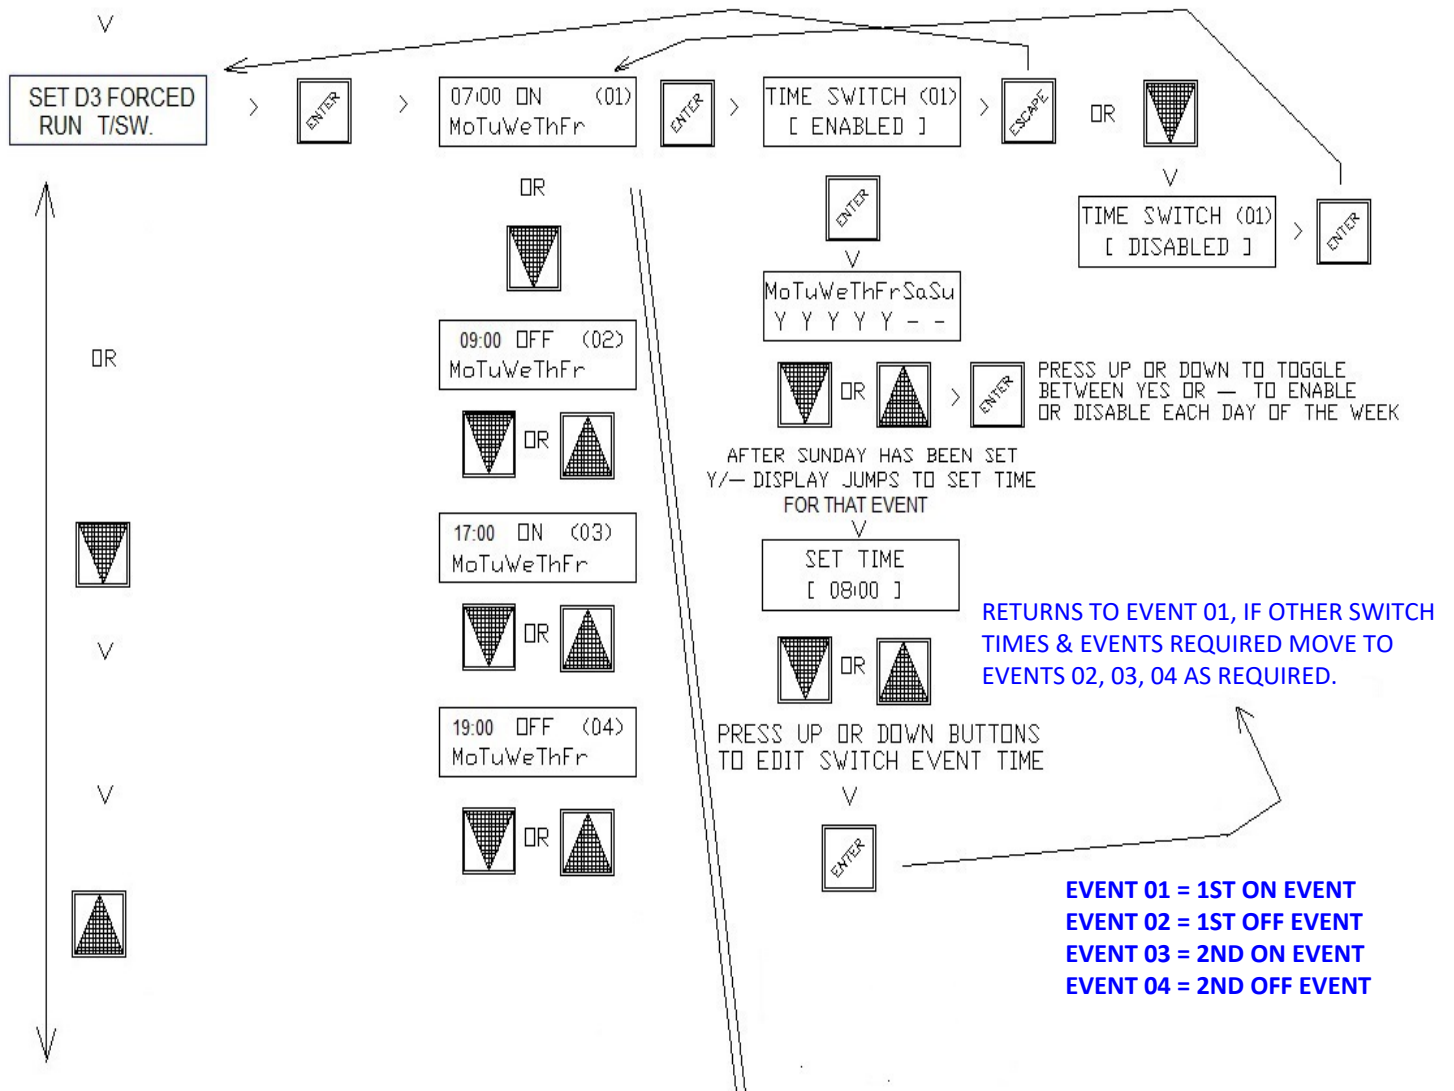 SET D3 FORCED
RUN T/SW.
ENTER
07:00 ON (01)
MoTuWeThFr
ENTER
TIME SWITCH (01)
[ ENABLED ]
ESCAPE
OR
OR
ENTER
TIME SWITCH (01)
[ DISABLED ]
ENTER
MoTuWeThFrSaSu
Y Y Y Y Y - -
09:00 OFF (02)
MoTuWeThFr
OR
OR
ENTER
PRESS UP OR DOWN TO TOGGLE
BETWEEN YES OR — TO ENABLE
OR DISABLE EACH DAY OF THE WEEK
OR
AFTER SUNDAY HAS BEEN SET
Y/— DISPLAY JUMPS TO SET TIME
FOR THAT EVENT
17:00 ON (03)
MoTuWeThFr
SET TIME
[ 08:00 ]
RETURNS TO EVENT 01, IF OTHER SWITCH
TIMES & EVENTS REQUIRED MOVE TO
EVENTS 02, 03, 04 AS REQUIRED.
OR
OR
19:00 OFF (04)
MoTuWeThFr
PRESS UP OR DOWN BUTTONS
TO EDIT SWITCH EVENT TIME
OR
ENTER
EVENT 01 = 1ST ON EVENT
EVENT 02 = 1ST OFF EVENT
EVENT 03 = 2ND ON EVENT
EVENT 04 = 2ND OFF EVENT